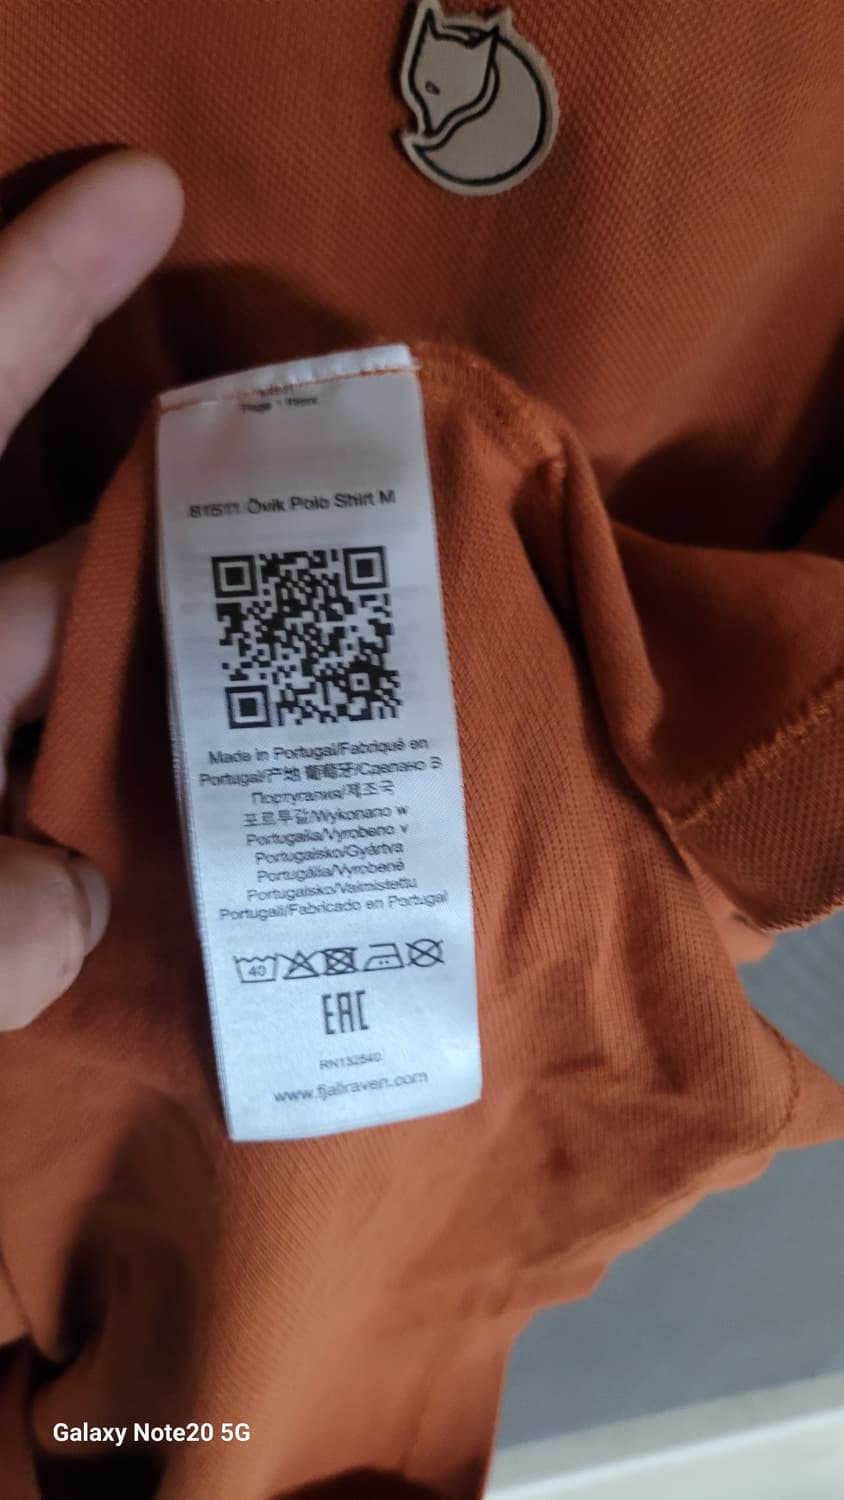 81511 Övik Polo Shirt M
Made in Portugal/Fabriqué en
Portugal/产地 葡萄牙/Сделано В
Португалия/제조국
포르투갈/Wykonano w
Portugalia/Vyrobeno v
Portugalsko/Gyártva
Portugália/Vyrobené
Portugalsko/Valmistettu
Portugali/Fabricado en Portugal
40
EAC
RN132540
www.fjallraven.com
Galaxy Note20 5G